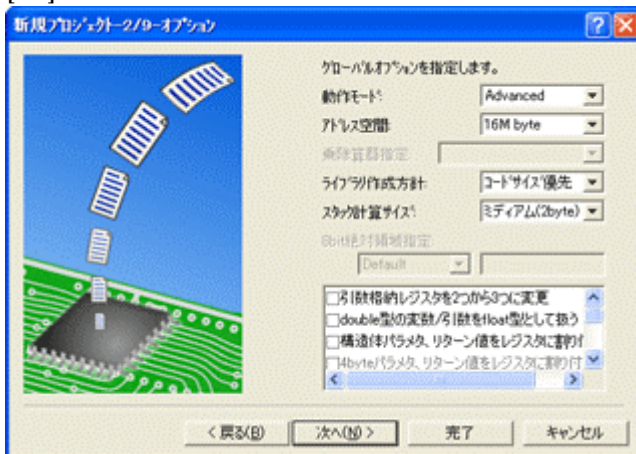 新規プロジェクト-2/9-オプション
グローバルオプションを指定します。
動作モード:
Advanced
アドレス空間:
16M byte
乗除算器指定:
ライブラリ作成方針:
コードサイズ優先
スタック計算サイズ:
ミディアム(2byte)
8bit絶対領域指定:
Default
引数格納レジスタを2つから3つに変更
double型の変数/引数をfloat型として扱う
構造体パラメタ、リターン値をレジスタに割り付
4byteパラメタ、リターン値をレジスタに割り付
< 戻る(B)
次へ(N) >
完了
キャンセル